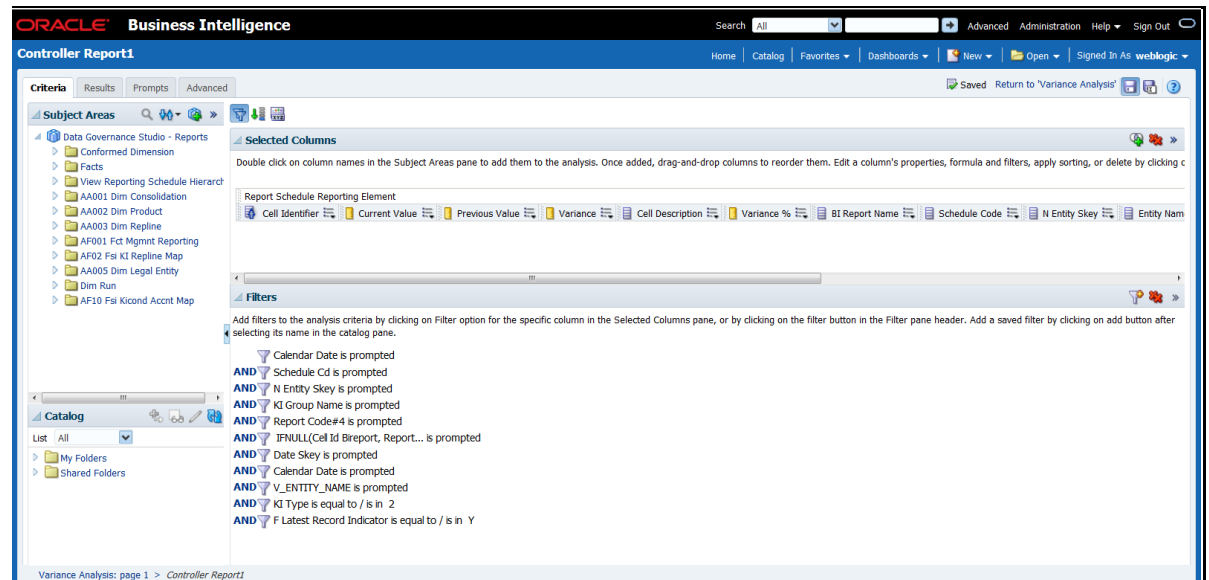 ORACLE Business Intelligence
Search All Advanced Administration Help Sign Out
Controller Report1
Home Catalog Favorites Dashboards New Open Signed In As weblogic
Criteria Results Prompts Advanced
Saved Return to 'Variance Analysis'
Subject Areas
Data Governance Studio - Reports
Conformed Dimension
Facts
View Reporting Schedule Hierarch
AA001 Dim Consolidation
AA002 Dim Product
AA003 Dim Repline
AF001 Fct Mgmnt Reporting
AF02 Fsi KI Repline Map
AA005 Dim Legal Entity
Dim Run
AF10 Fsi Kicond Accnt Map
Catalog
List All
My Folders
Shared Folders
Selected Columns
Double click on column names in the Subject Areas pane to add them to the analysis. Once added, drag-and-drop columns to reorder them. Edit a column's properties, formula and filters, apply sorting, or delete by clicking c
Report Schedule Reporting Element
Cell Identifier Current Value Previous Value Variance Cell Description Variance % BI Report Name Schedule Code N Entity Skey Entity Nam
Filters
Add filters to the analysis criteria by clicking on Filter option for the specific column in the Selected Columns pane, or by clicking on the filter button in the Filter pane header. Add a saved filter by clicking on add button after
selecting its name in the catalog pane.
Calendar Date is prompted
AND Schedule Cd is prompted
AND N Entity Skey is prompted
AND KI Group Name is prompted
AND Report Code#4 is prompted
AND IFNULL(Cell Id Bireport, Report... is prompted
AND Date Skey is prompted
AND Calendar Date is prompted
AND V_ENTITY_NAME is prompted
AND KI Type is equal to / is in 2
AND F Latest Record Indicator is equal to / is in Y
Variance Analysis: page 1 > Controller Report1